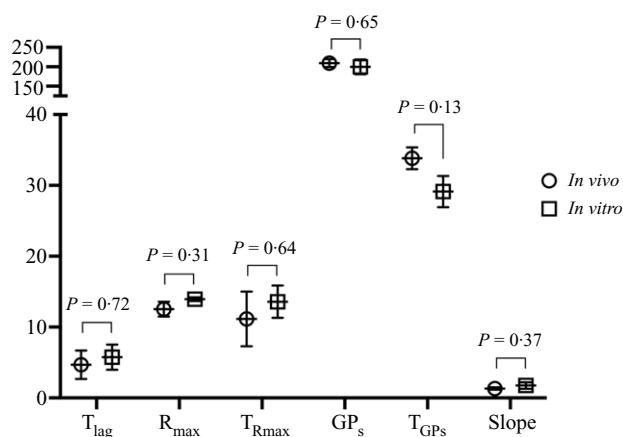 P = 0·65
250
200
150
40
P = 0·13
30
In vivo
In vitro
20
P = 0·31
P = 0·64
P = 0·72
10
P = 0·37
0
Tlag
Rmax
TRmax
GPs
TGPs
Slope